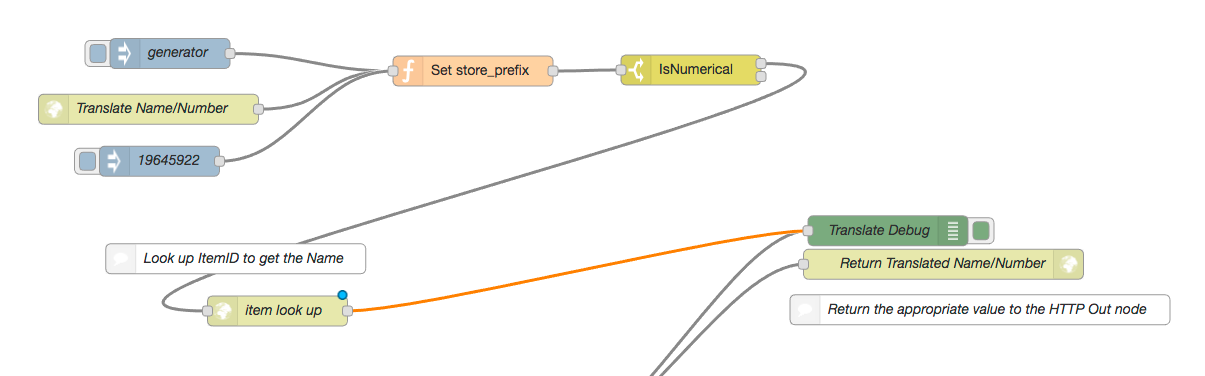 generator
Set store_prefix
IsNumerical
Translate Name/Number
19645922
Translate Debug
Look up ItemID to get the Name
Return Translated Name/Number
item look up
Return the appropriate value to the HTTP Out node